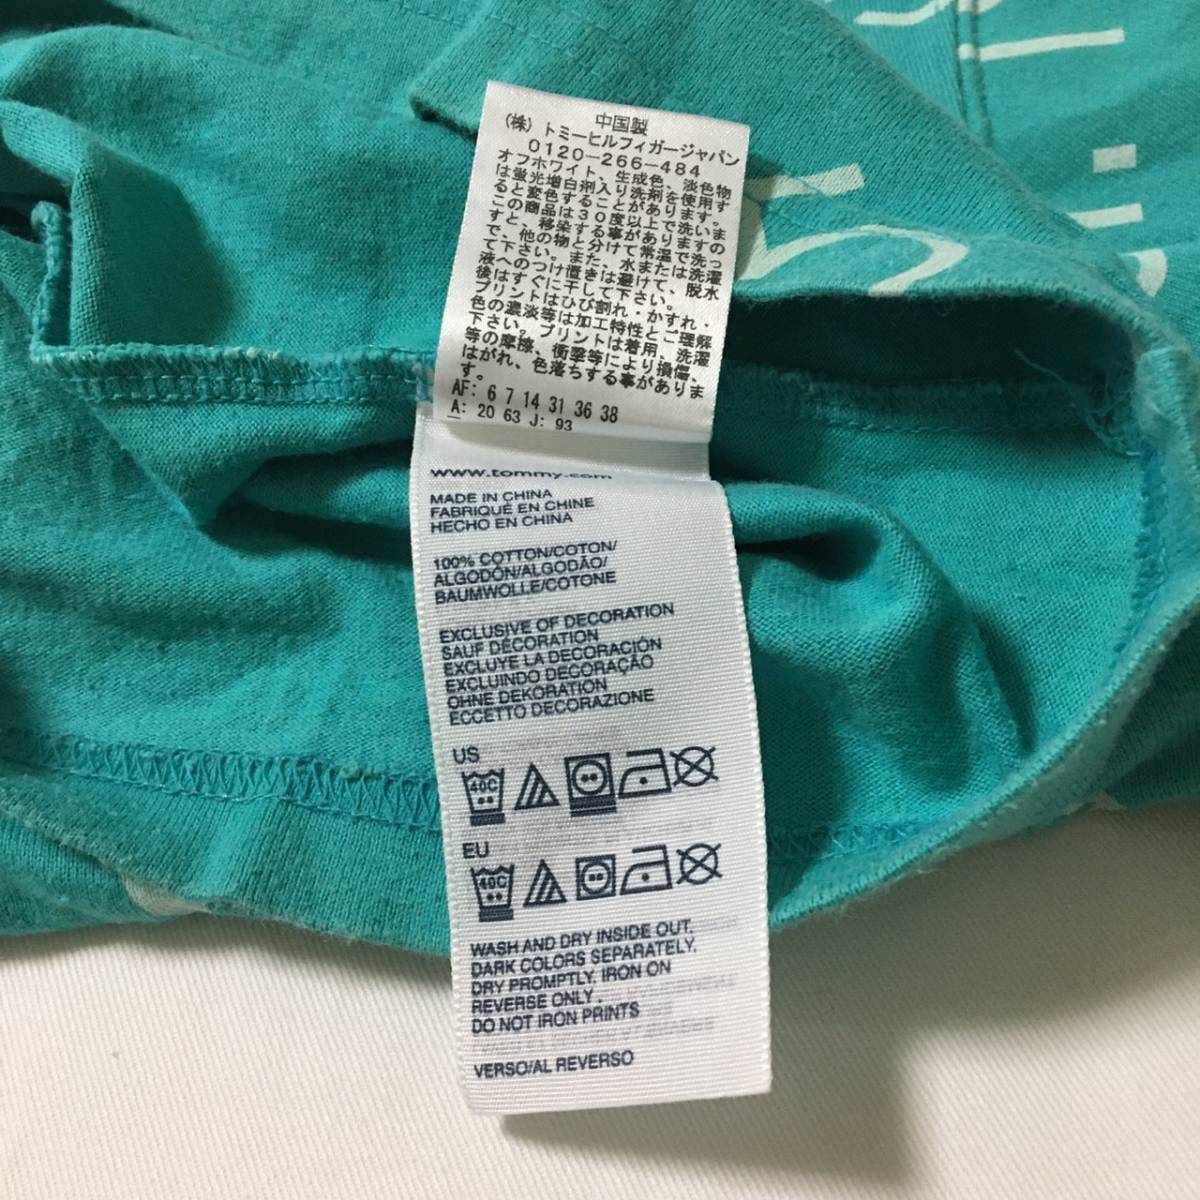 中国製
(株) トミーヒルフィガージャパン
0120-266-484
オフホワイト、生成色、淡色物
は蛍光増白剤入り洗剤を使用す
ると変色することがあります。ま
この商品は30度以上で洗いま
すと、移染する事がありますの
で、他の物と分けて常温で洗っ
て下さい。また、水または洗濯
液へのつけ置きは避けて、脱水
後はすぐに干して下さい。
プリントはひび割れ・かすれ・
色の濃淡等は加工特性とご理解
下さい。プリントは着用、洗濯
等の摩擦、衝撃等により損傷、
はがれ、色落ちする事がありま
す。
AF: 6 7 14 31 36 38
A: 20 63 J: 93
www.tommy.com
MADE IN CHINA
FABRIQUÉ EN CHINE
HECHO EN CHINA
100% COTTON/COTON/
ALGODÓN/ALGODÃO/
BAUMWOLLE/COTONE
EXCLUSIVE OF DECORATION
SAUF DÉCORATION
EXCLUYE LA DECORACIÓN
EXCLUINDO DECORAÇÃO
OHNE DEKORATION
ECCETTO DECORAZIONE
US
40C
EU
40C
WASH AND DRY INSIDE OUT.
DARK COLORS SEPARATELY.
DRY PROMPTLY. IRON ON
REVERSE ONLY.
DO NOT IRON PRINTS
VERSO/AL REVERSO